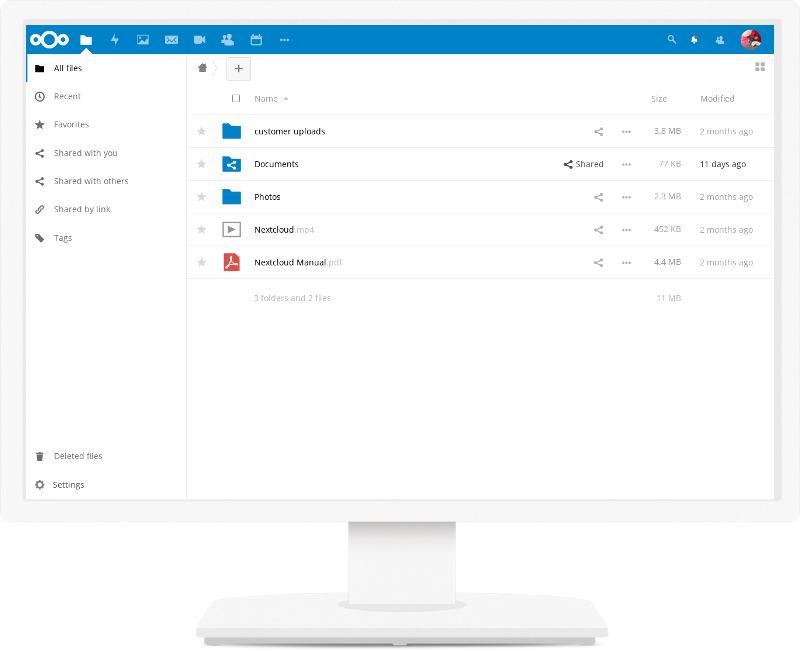 All files
Recent
Favorites
Shared with you
Shared with others
Shared by link
Tags
Deleted files
Settings
+
Name Size Modified
customer uploads 3.8 MB 2 months ago
Documents Shared 77 KB 11 days ago
Photos 2.3 MB 2 months ago
Nextcloud.mp4 452 KB 2 months ago
Nextcloud Manual.pdf 4.4 MB 2 months ago
3 folders and 2 files 11 MB